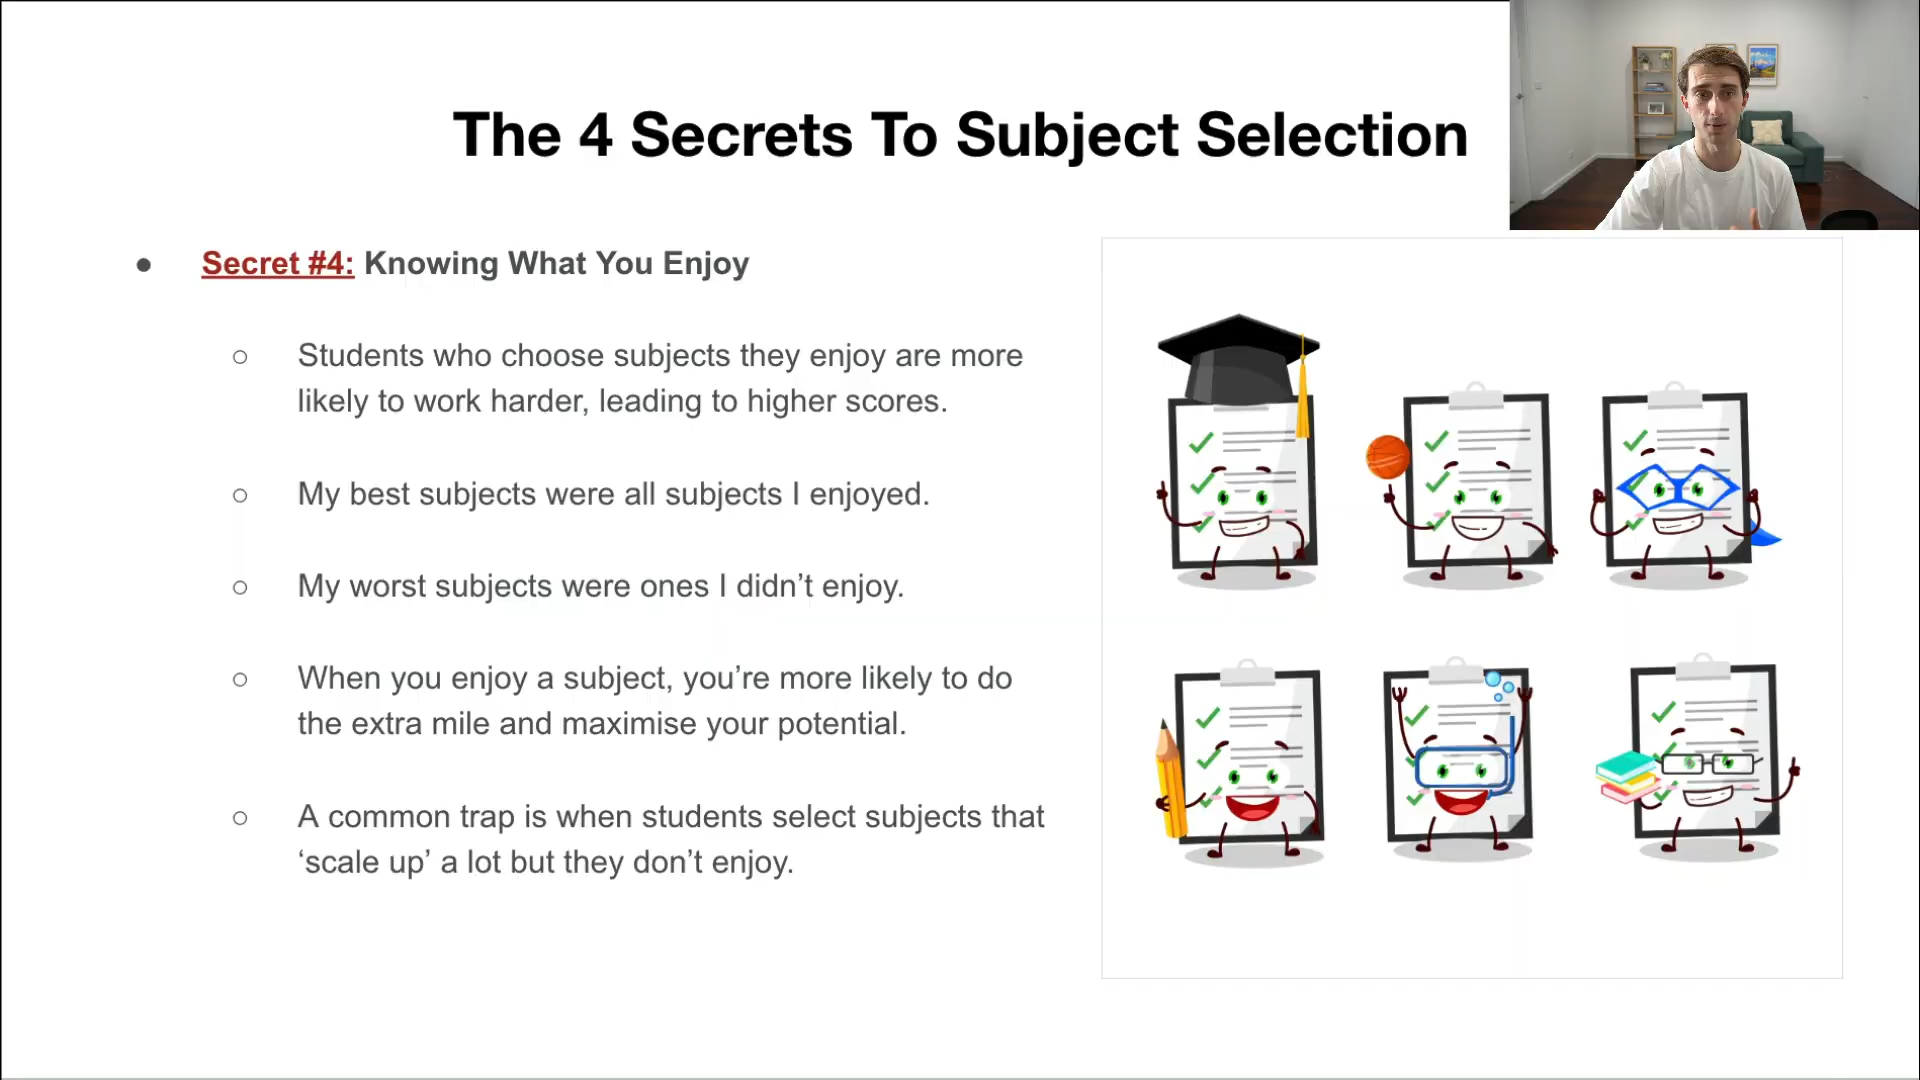 The 4 Secrets To Subject Selection
● Secret #4: Knowing What You Enjoy
○ Students who choose subjects they enjoy are more
likely to work harder, leading to higher scores.
○ My best subjects were all subjects I enjoyed.
○ My worst subjects were ones I didn’t enjoy.
○ When you enjoy a subject, you’re more likely to do
the extra mile and maximise your potential.
○ A common trap is when students select subjects that
‘scale up’ a lot but they don’t enjoy.